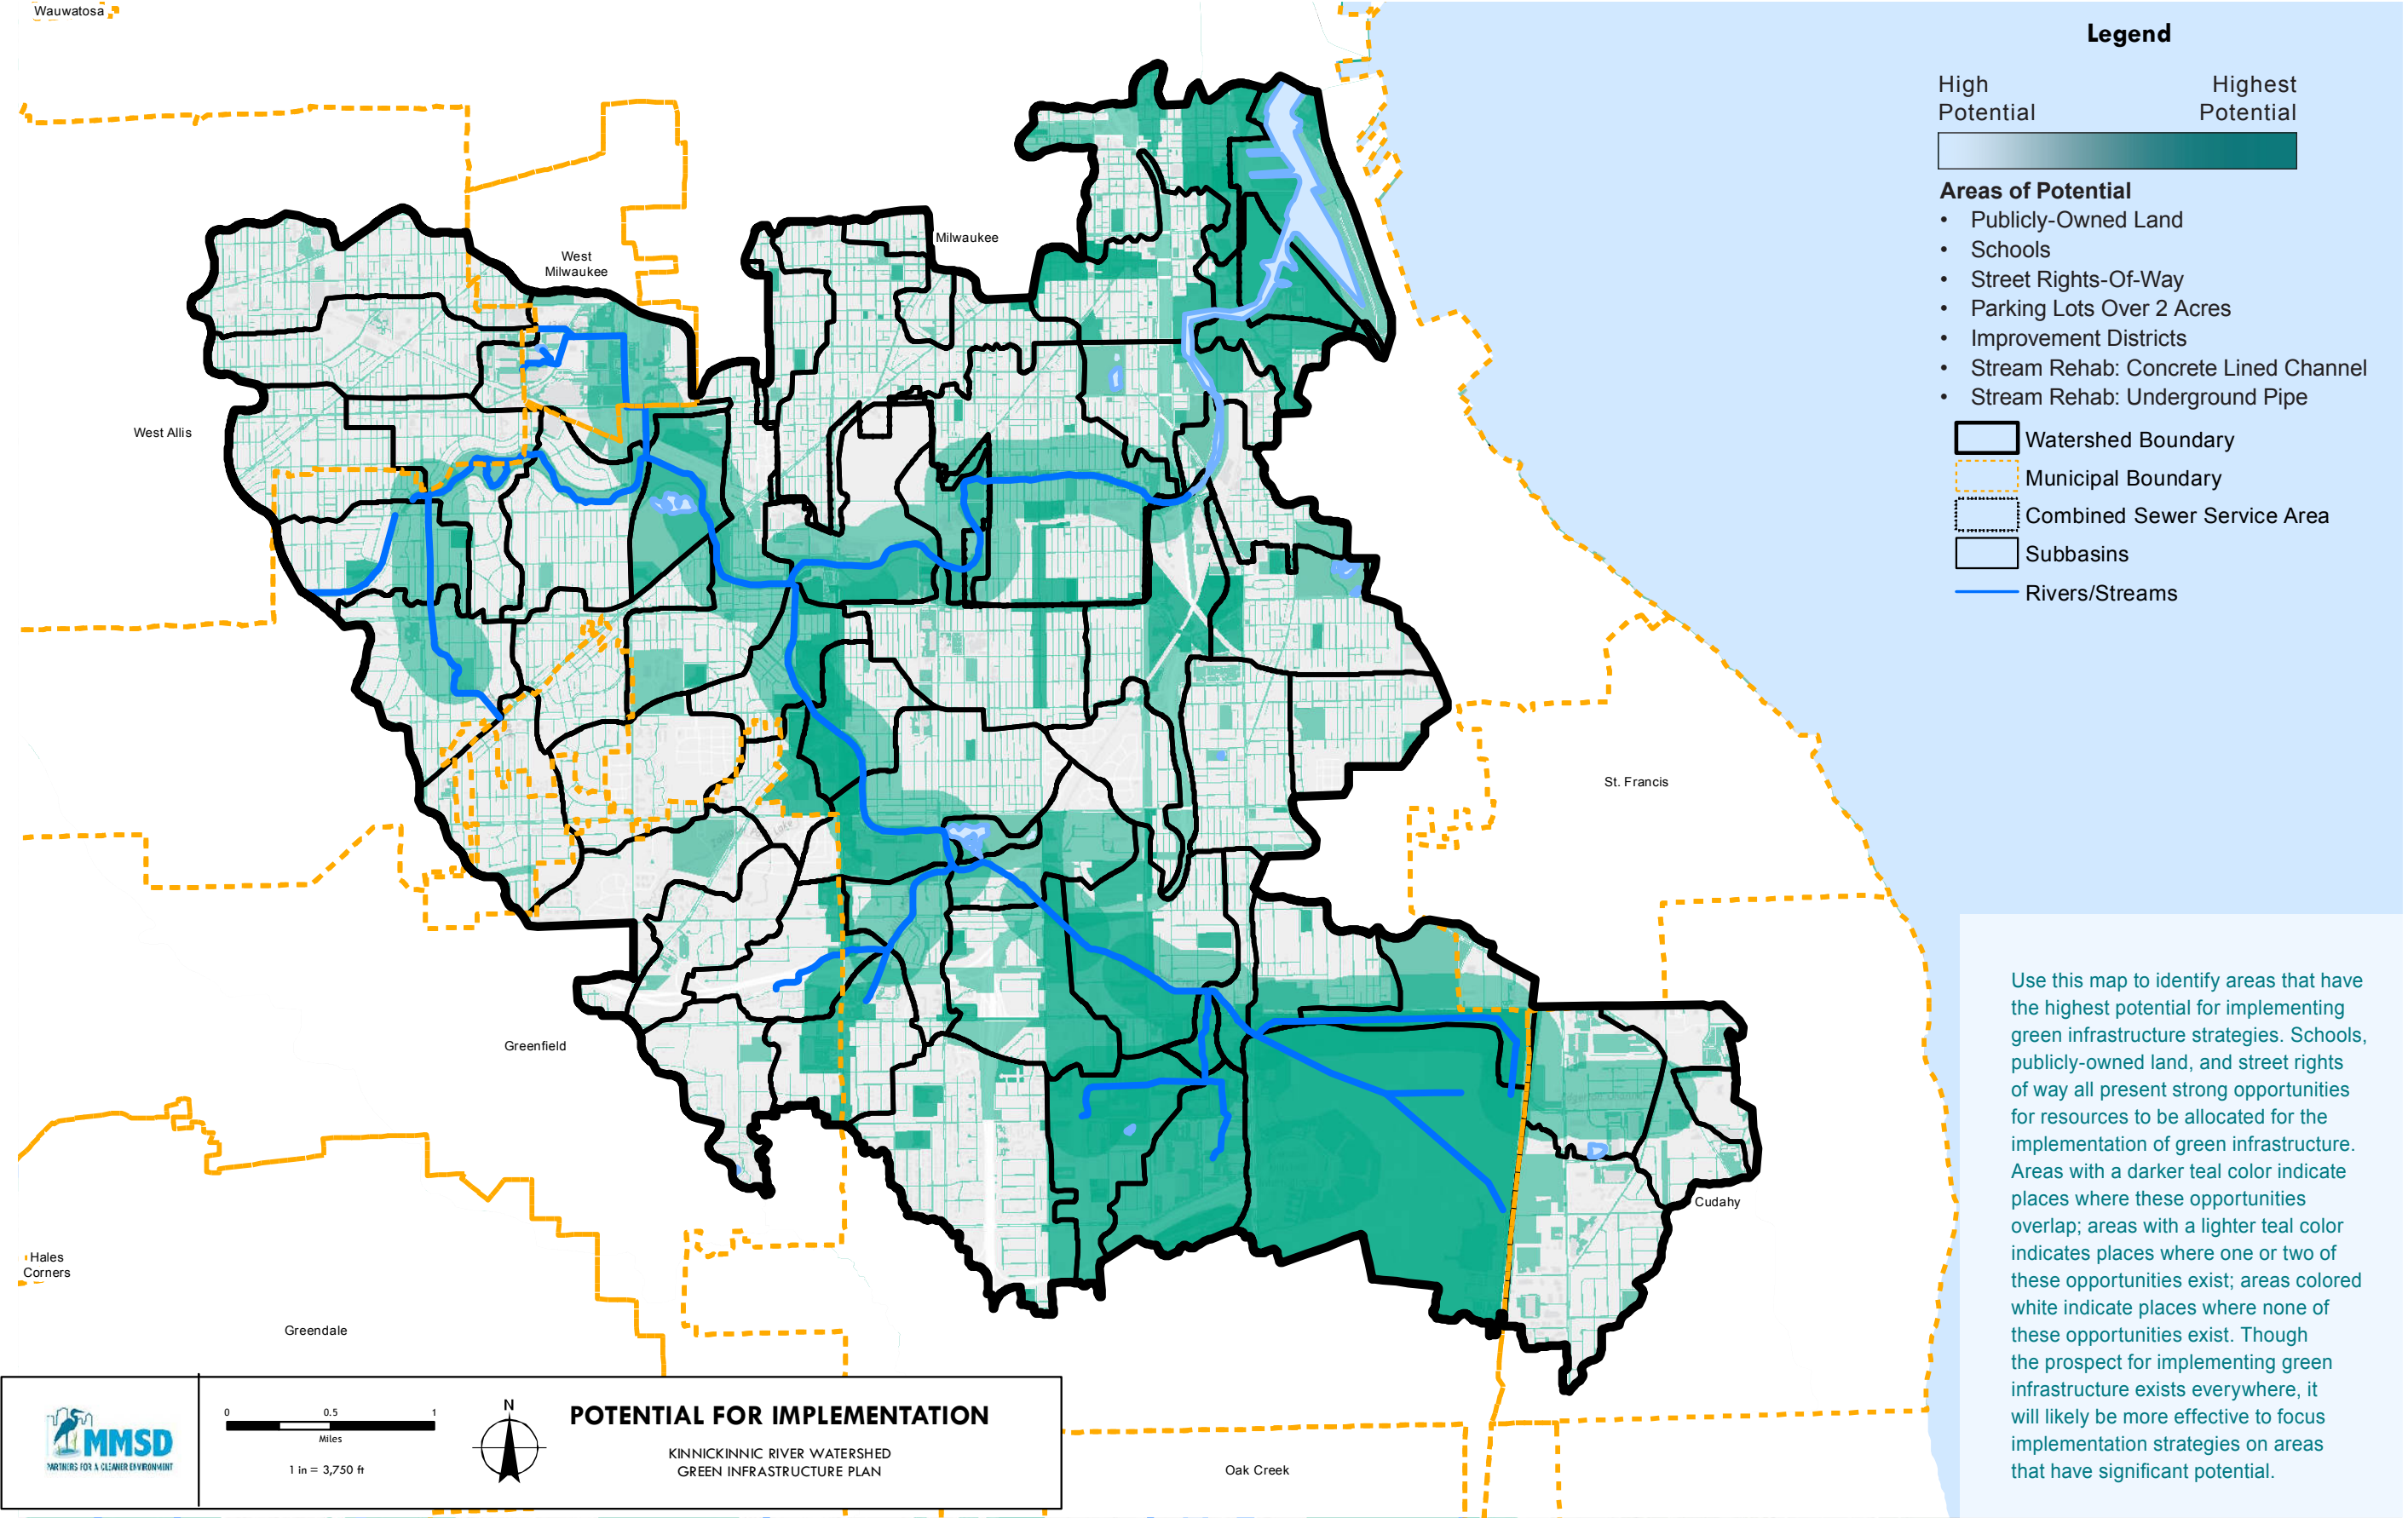 Wauwatosa
West
Milwaukee
Milwaukee
West Allis
St. Francis
Greenfield
Cudahy
Hales
Corners
Greendale
Oak Creek
Legend
High
Potential
Highest
Potential
Areas of Potential
• Publicly-Owned Land
• Schools
• Street Rights-Of-Way
• Parking Lots Over 2 Acres
• Improvement Districts
• Stream Rehab: Concrete Lined Channel
• Stream Rehab: Underground Pipe
Watershed Boundary
Municipal Boundary
Combined Sewer Service Area
Subbasins
Rivers/Streams
Use this map to identify areas that have
the highest potential for implementing
green infrastructure strategies. Schools,
publicly-owned land, and street rights
of way all present strong opportunities
for resources to be allocated for the
implementation of green infrastructure.
Areas with a darker teal color indicate
places where these opportunities
overlap; areas with a lighter teal color
indicates places where one or two of
these opportunities exist; areas colored
white indicate places where none of
these opportunities exist. Though
the prospect for implementing green
infrastructure exists everywhere, it
will likely be more effective to focus
implementation strategies on areas
that have significant potential.
MMSD
PARTNERS FOR A CLEANER ENVIRONMENT
0 0.5 1
Miles
1 in = 3,750 ft
N
POTENTIAL FOR IMPLEMENTATION
KINNICKINNIC RIVER WATERSHED
GREEN INFRASTRUCTURE PLAN